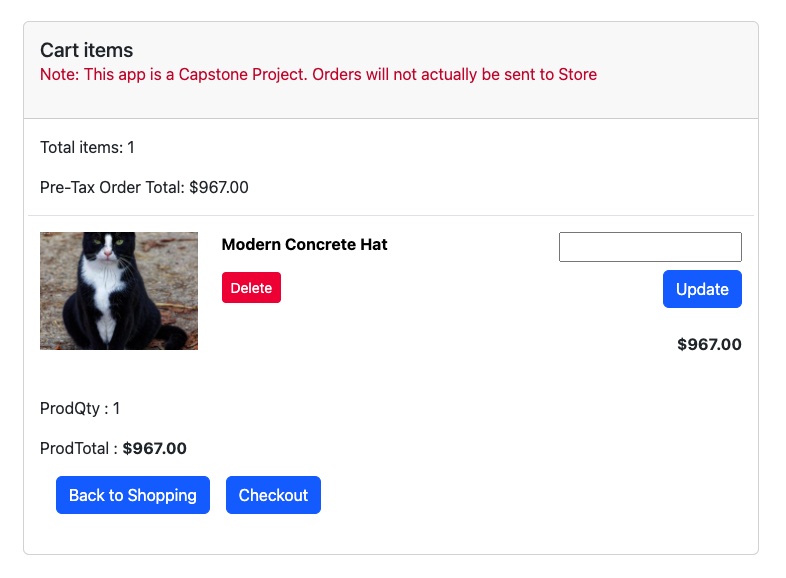 Cart items
Note: This app is a Capstone Project. Orders will not actually be sent to Store
Total items: 1
Pre-Tax Order Total: $967.00
Modern Concrete Hat
Delete
Update
$967.00
ProdQty : 1
ProdTotal : $967.00
Back to Shopping
Checkout